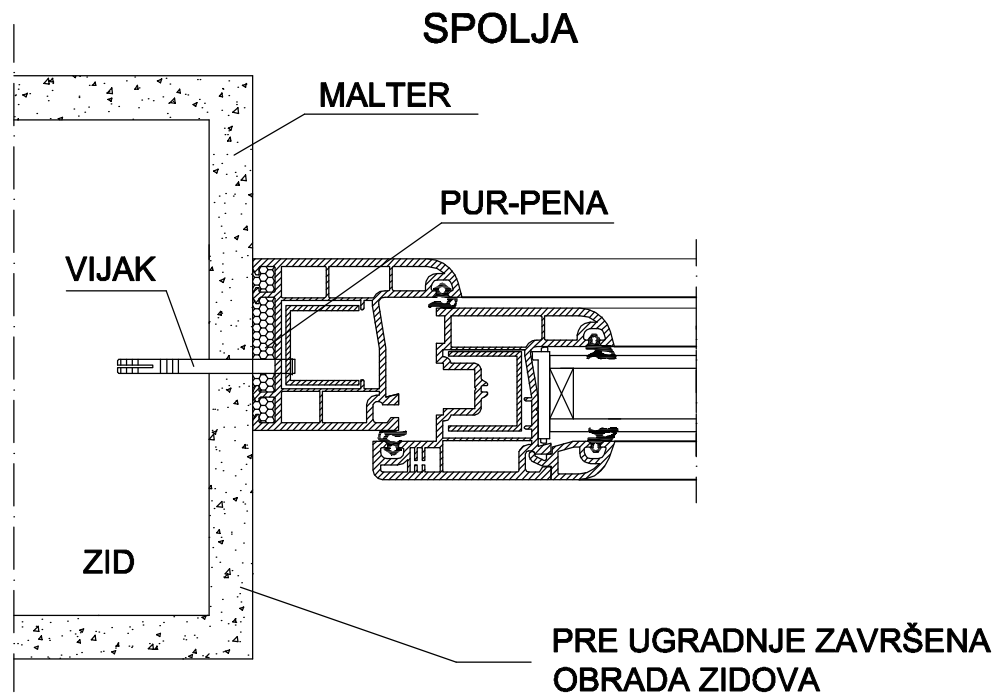 SPOLJA
MALTER
PUR-PENA
VIJAK
ZID
PRE UGRADNJE ZAVRŠENA
OBRADA ZIDOVA